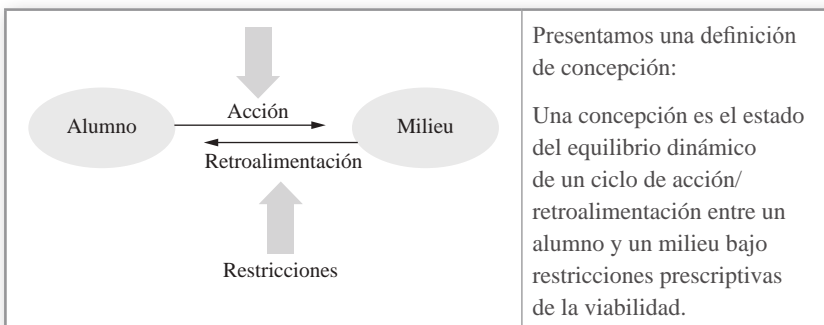 Alumno
Acción
Milieu
Retroalimentación
Restricciones
Presentamos una definición
de concepción:
Una concepción es el estado
del equilibrio dinámico
de un ciclo de acción/
retroalimentación entre un
alumno y un milieu bajo
restricciones prescriptivas
de la viabilidad.